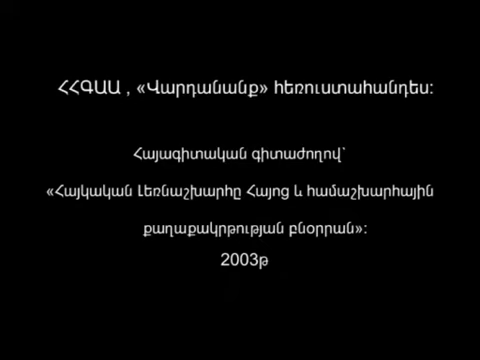 ՀՀԳԱԱ , «Վարդանանք» հեռուստահանդես:
Հայագիտական գիտաժողով`
«Հայկական Լեռնաշխարհը Հայոց և համաշխարհային
քաղաքակրթության բնօրրան»:
2003թ